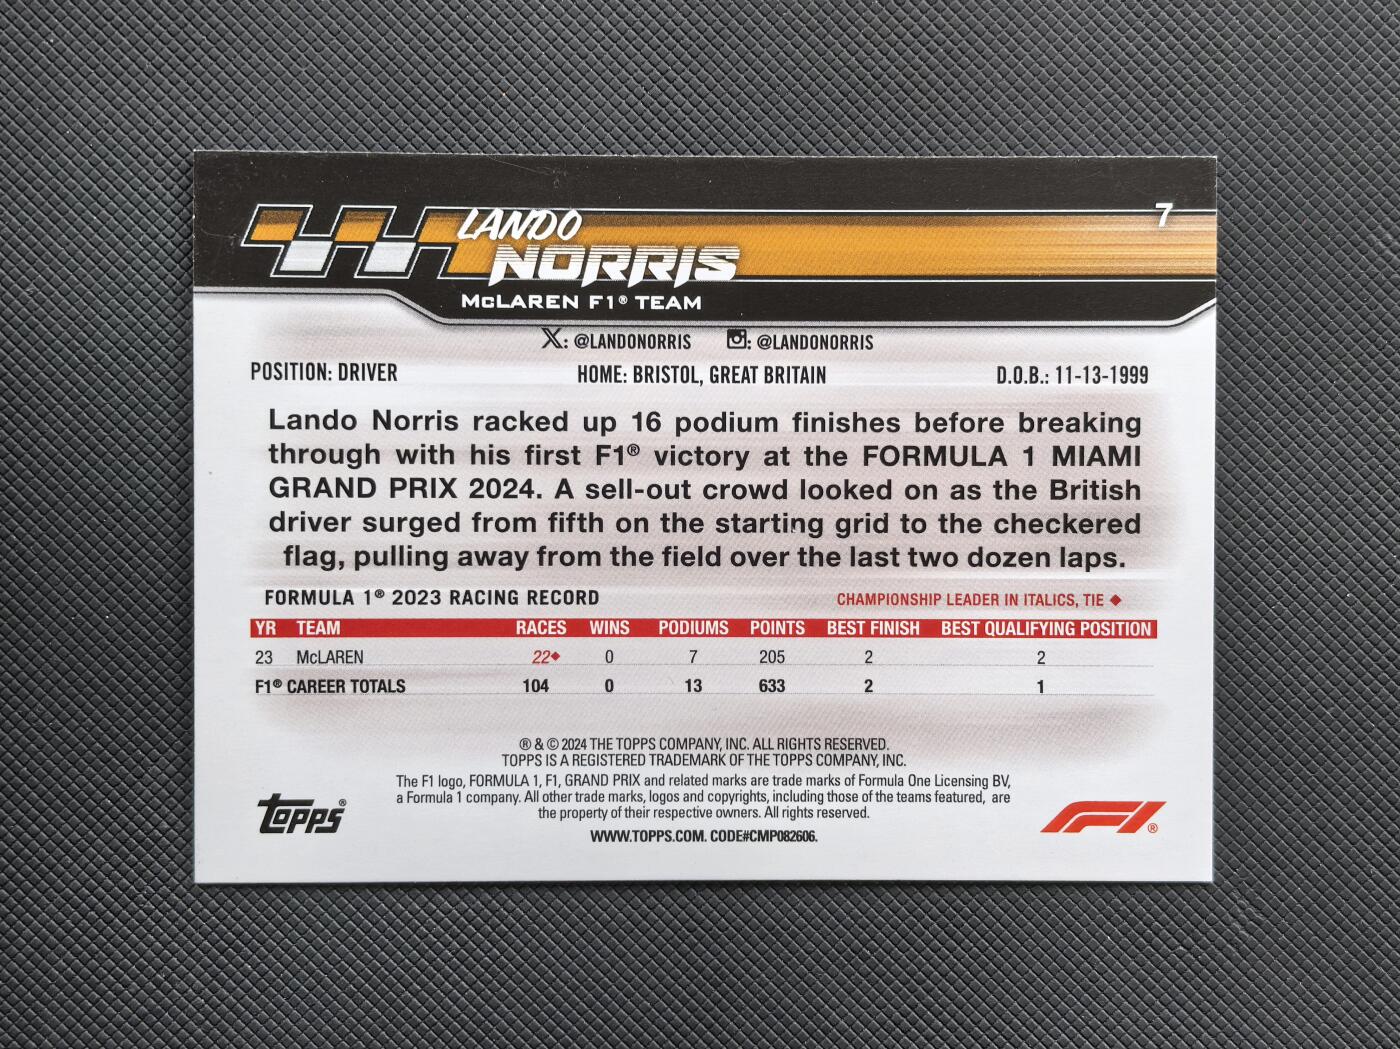 7
LANDO
NORRIS
McLAREN F1® TEAM
X: @LANDONORRIS : @LANDONORRIS
POSITION: DRIVER HOME: BRISTOL, GREAT BRITAIN D.O.B.: 11-13-1999
Lando Norris racked up 16 podium finishes before breaking
through with his first F1® victory at the FORMULA 1 MIAMI
GRAND PRIX 2024. A sell-out crowd looked on as the British
driver surged from fifth on the starting grid to the checkered
flag, pulling away from the field over the last two dozen laps.
FORMULA 1® 2023 RACING RECORD CHAMPIONSHIP LEADER IN ITALICS, TIE ◆
YR TEAM RACES WINS PODIUMS POINTS BEST FINISH BEST QUALIFYING POSITION
23 McLAREN 22◆ 0 7 205 2 2
F1® CAREER TOTALS 104 0 13 633 2 1
® & © 2024 THE TOPPS COMPANY, INC. ALL RIGHTS RESERVED.
TOPPS IS A REGISTERED TRADEMARK OF THE TOPPS COMPANY, INC.
The F1 logo, FORMULA 1, F1, GRAND PRIX and related marks are trade marks of Formula One Licensing BV,
a Formula 1 company. All other trade marks, logos and copyrights, including those of the teams featured, are
the property of their respective owners. All rights reserved.
WWW.TOPPS.COM. CODE#CMP082606.
Topps®
F1®